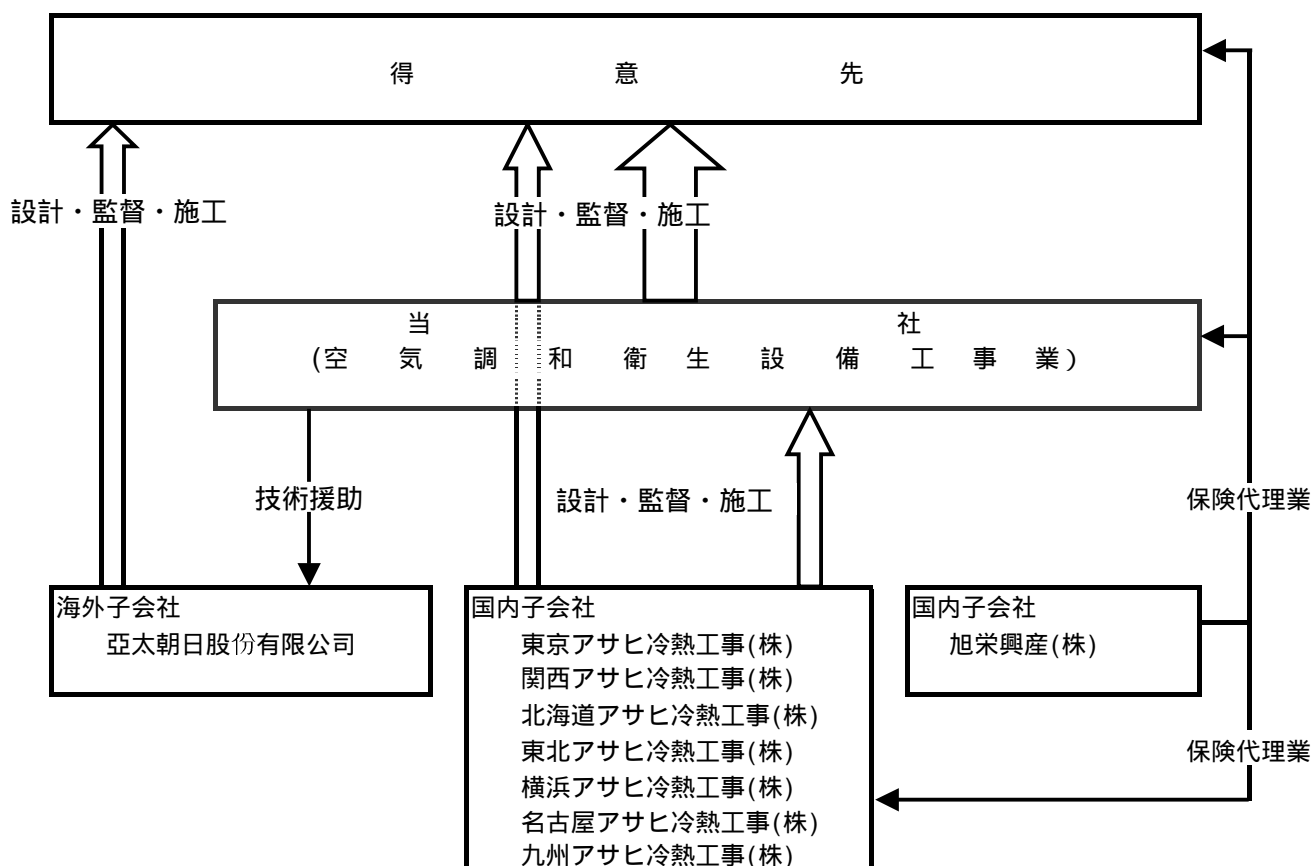 得意先
設計・監督・施工
設計・監督・施工
当社
(空気調和衛生設備工事業)
技術援助
設計・監督・施工
保険代理業
海外子会社
亞太朝日股份有限公司
国内子会社
東京アサヒ冷熱工事(株)
関西アサヒ冷熱工事(株)
北海道アサヒ冷熱工事(株)
東北アサヒ冷熱工事(株)
横浜アサヒ冷熱工事(株)
名古屋アサヒ冷熱工事(株)
九州アサヒ冷熱工事(株)
国内子会社
旭栄興産(株)
保険代理業